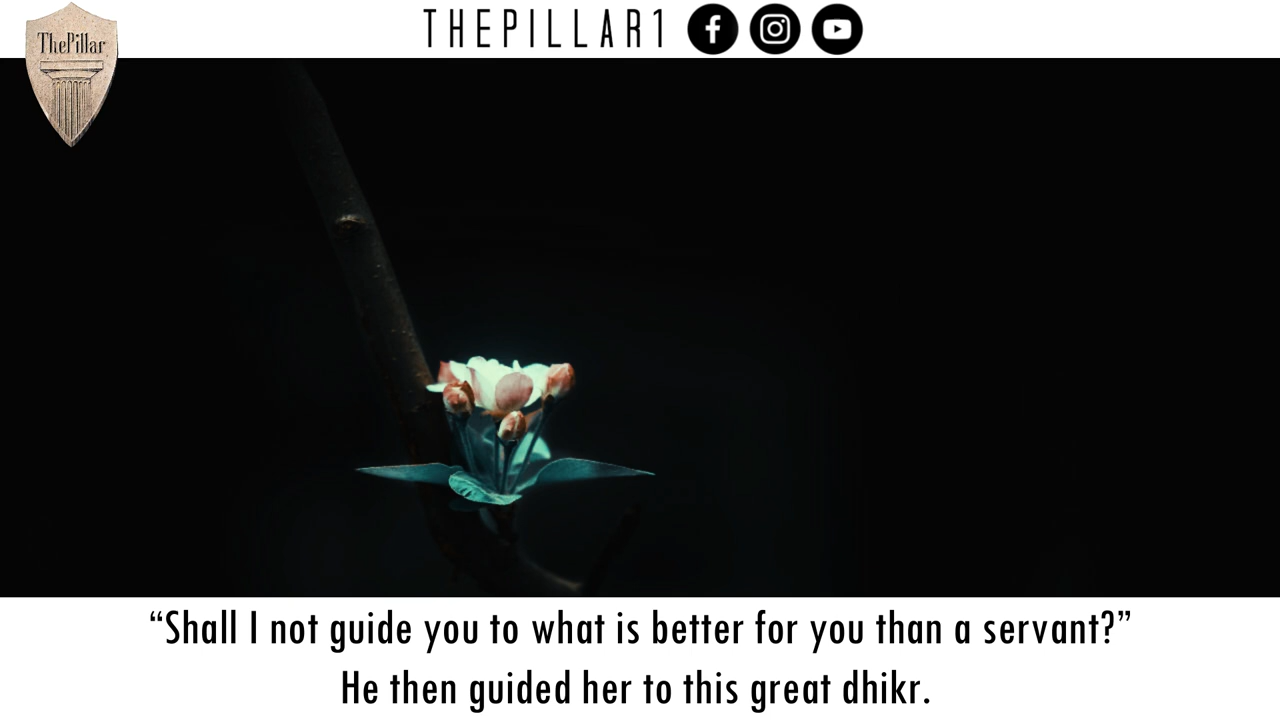 ThePillar
THEPILLAR1
“Shall I not guide you to what is better for you than a servant?”
He then guided her to this great dhikr.